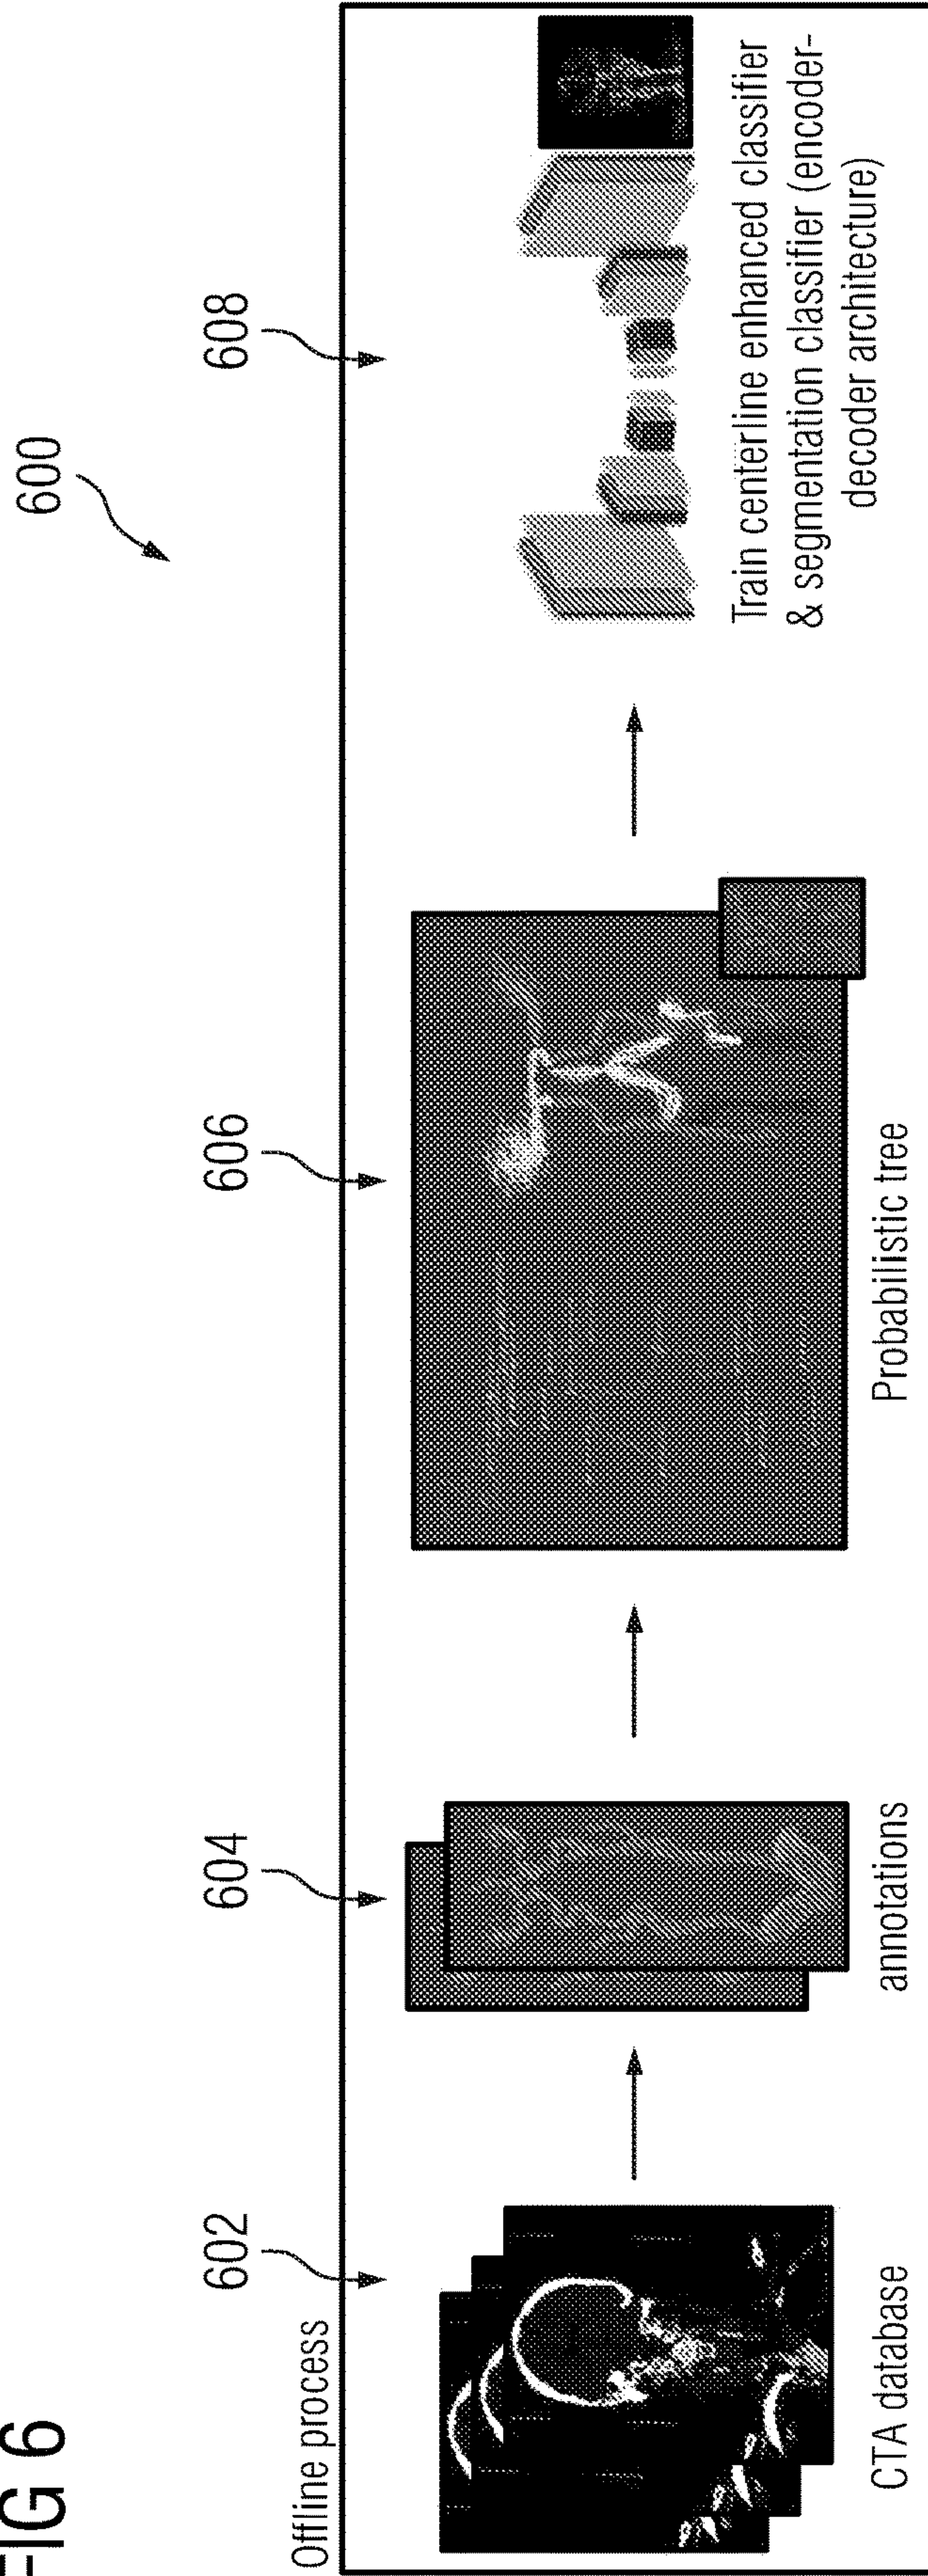 FIG 6
600
Offline process
602
604
606
608
CTA database
annotations
Probabilistic tree
Train centerline enhanced classifier
& segmentation classifier (encoder-
decoder architecture)